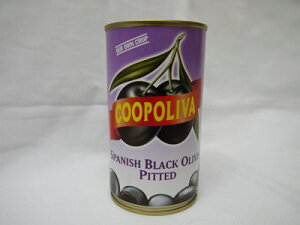 OUR OWN CROP
COOPOLIVA
SPANISH BLACK OLIVES
PITTED